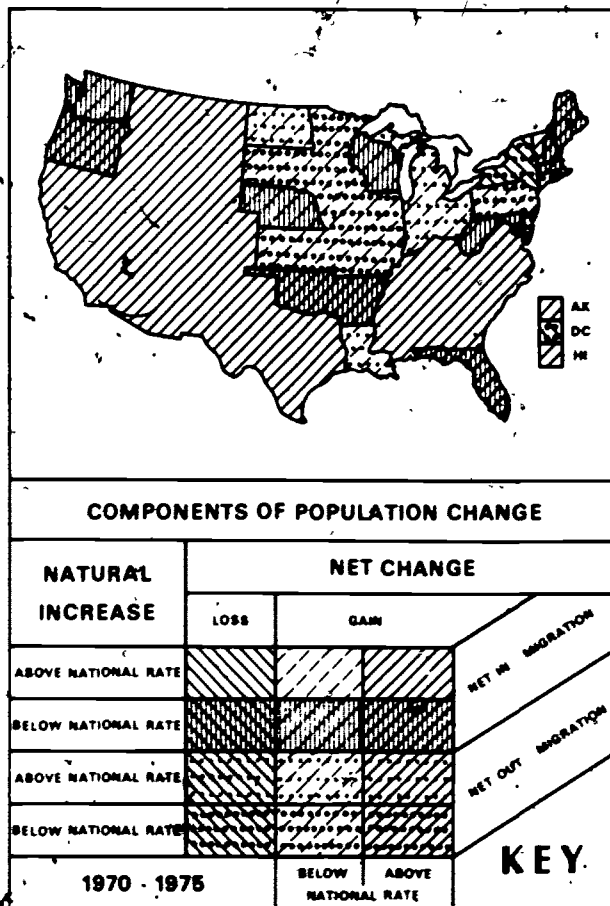 AK
DC
HI
COMPONENTS OF POPULATION CHANGE
NATURAL INCREASE
NET CHANGE
LOSS
GAIN
ABOVE NATIONAL RATE
BELOW NATIONAL RATE
NET IN MIGRATION
ABOVE NATIONAL RATE
BELOW NATIONAL RATE
NET OUT MIGRATION
1970 - 1975
BELOW
ABOVE
NATIONAL RATE
KEY